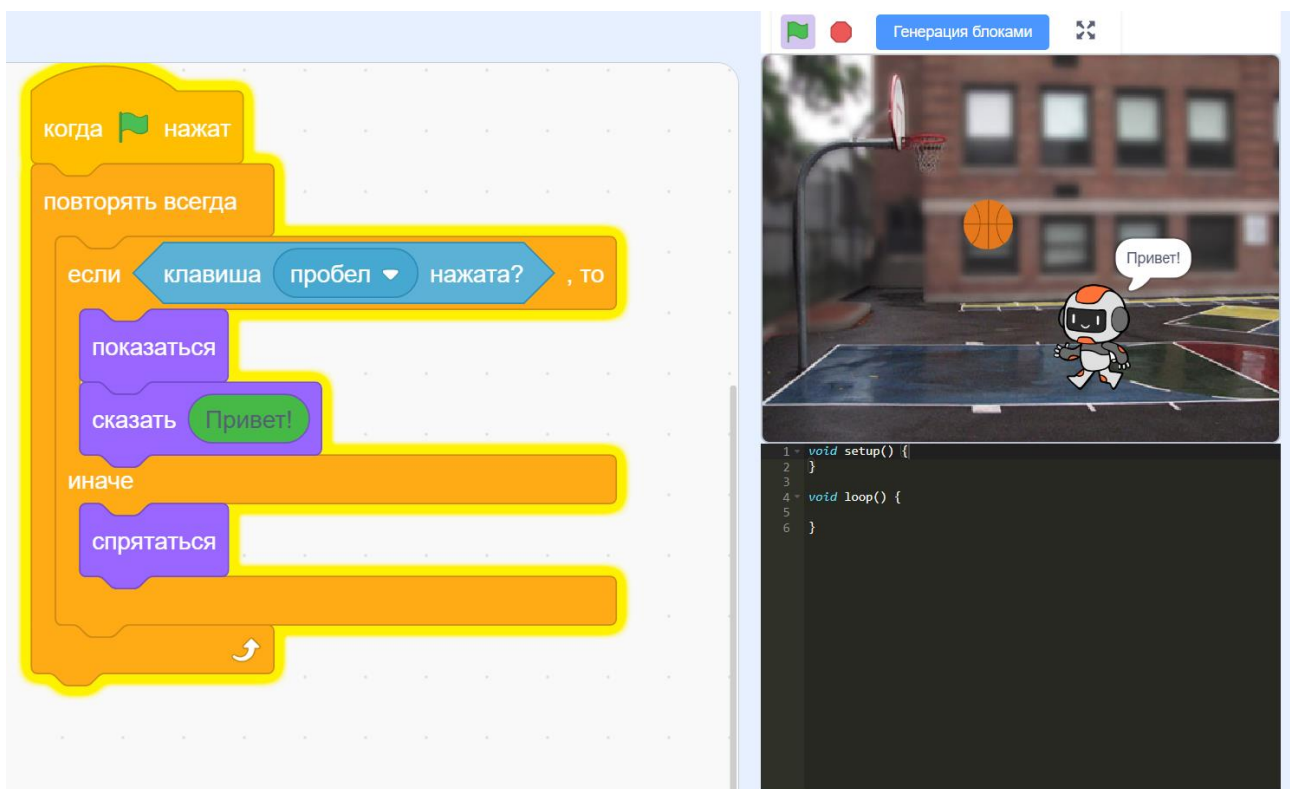 Генерация блоками
когда нажат
повторять всегда
если клавиша пробел нажата? , то
показаться
сказать Привет!
иначе
спрятаться
Привет!
1 void setup() {
2 }
3
4 void loop() {
5
6 }